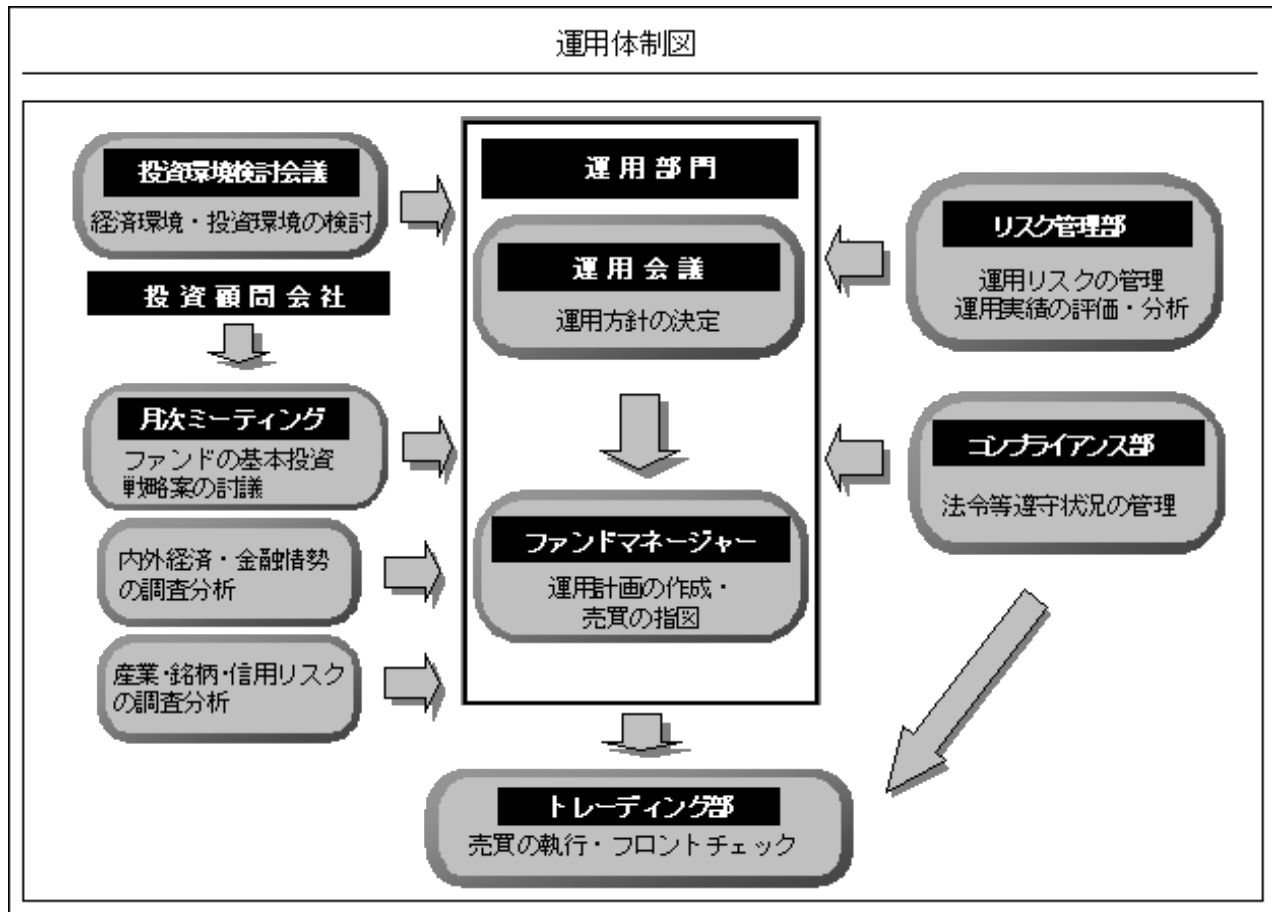 運用体制図
投資環境検討会議
経済環境・投資環境の検討
投資顧問会社
月次ミーティング
ファンドの基本投資
戦略案の討議
内外経済・金融情勢
の調査分析
産業・銘柄・信用リスク
の調査分析
運用部門
運用会議
運用方針の決定
ファンドマネージャー
運用計画の作成・
売買の指図
リスク管理部
運用リスクの管理
運用実績の評価・分析
コンプライアンス部
法令等遵守状況の管理
トレーディング部
売買の執行・フロントチェック